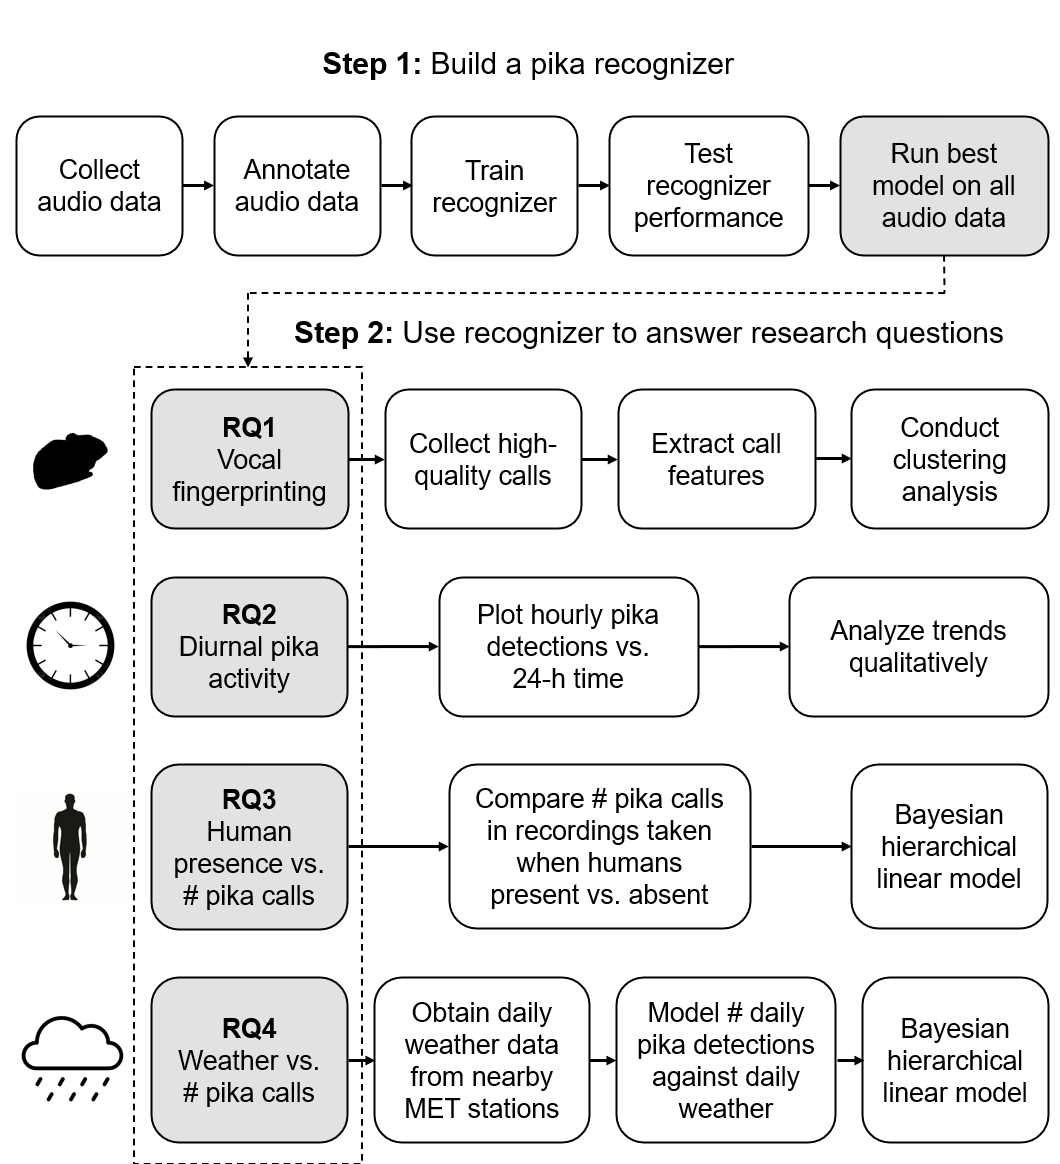 Step 1: Build a pika recognizer
Collect
audio data
Annotate
audio data
Train
recognizer
Test
recognizer
performance
Run best
model on all
audio data
Step 2: Use recognizer to answer research questions
RQ1
Vocal
fingerprinting
Collect high-
quality calls
Extract call
features
Conduct
clustering
analysis
RQ2
Diurnal pika
activity
Plot hourly pika
detections vs.
24-h time
Analyze trends
qualitatively
RQ3
Human
presence vs.
# pika calls
Compare # pika calls
in recordings taken
when humans
present vs. absent
Bayesian
hierarchical
linear model
RQ4
Weather vs.
# pika calls
Obtain daily
weather data
from nearby
MET stations
Model # daily
pika detections
against daily
weather
Bayesian
hierarchical
linear model